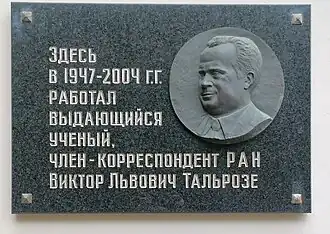 Здесь
в 1947-2004 г.г.
работал
выдающийся
ученый,
член-корреспондент РАН
Виктор Львович Тальрозе